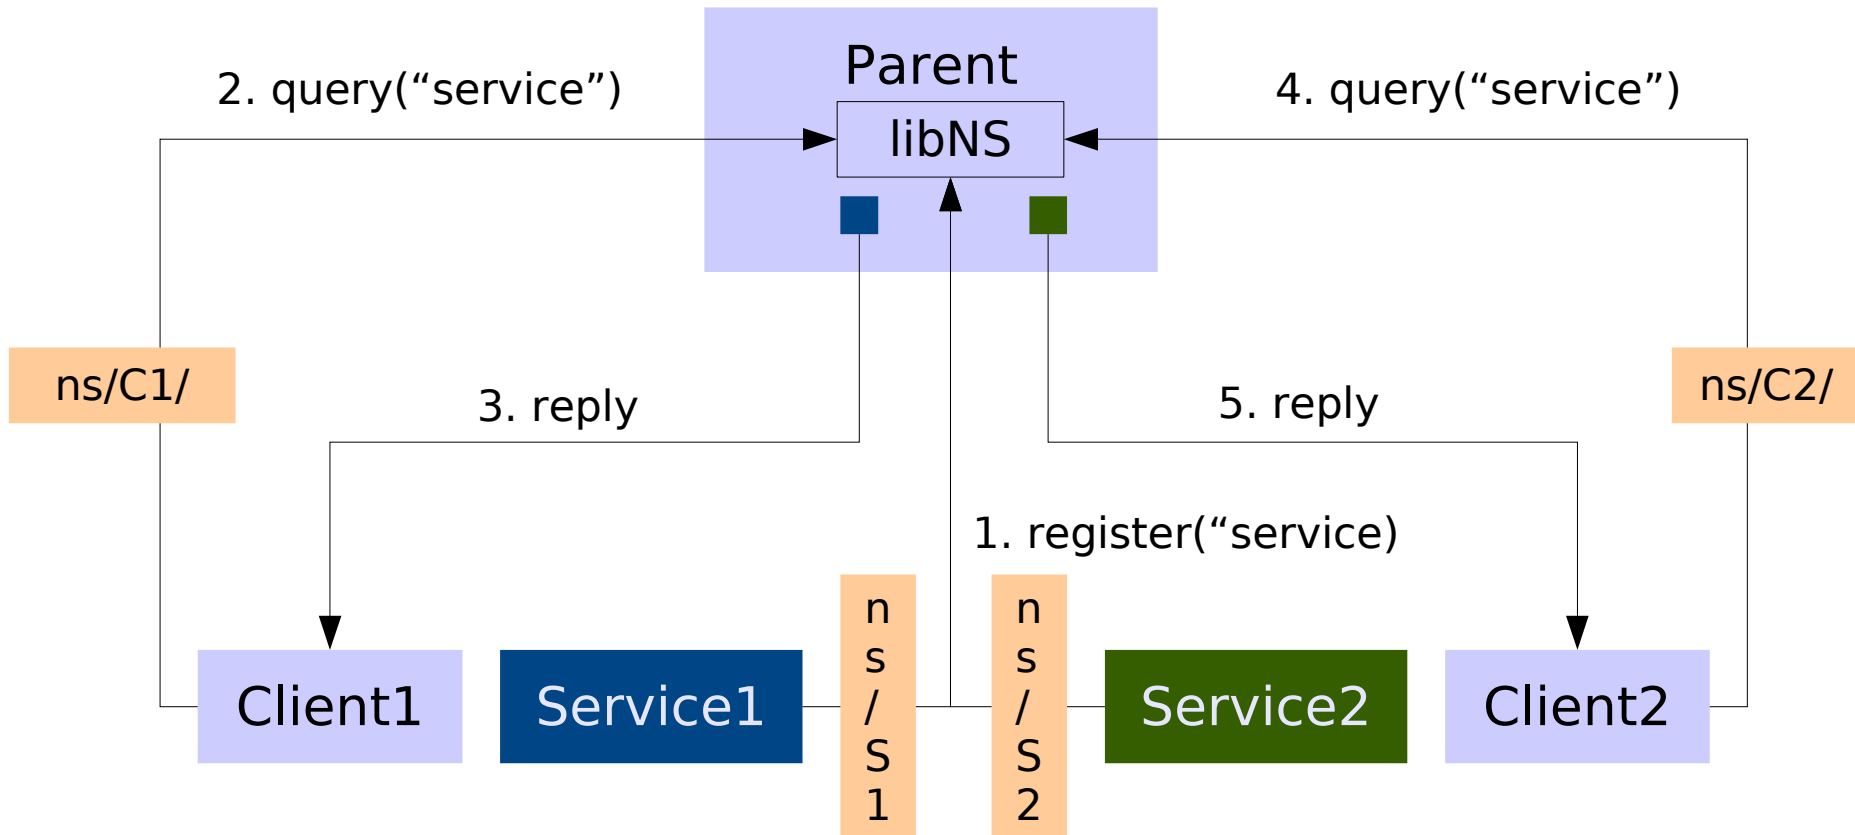 Parent
2. query(“service”)
4. query(“service”)
libNS
ns/C1/
ns/C2/
3. reply
5. reply
1. register(“service)
n
s
/
S
1
n
s
/
S
2
Client1
Service1
Service2
Client2